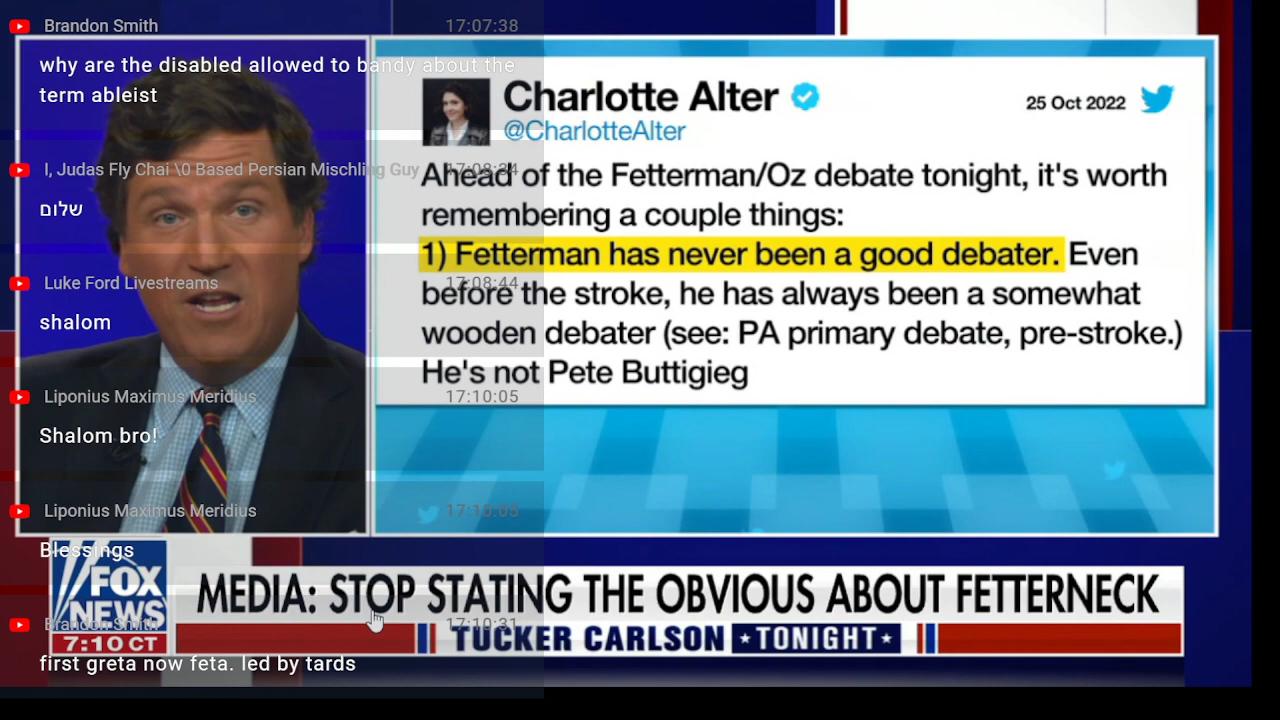 Brandon Smith 17:07:38
why are the disabled allowed to bandy about the
term ableist
I, Judas Fly Chai \0 Based Persian Mischling Guy 17:08:34
שלום
Luke Ford Livestreams 17:08:44
shalom
Liponius Maximus Meridius 17:10:05
Shalom bro!
Liponius Maximus Meridius 17:10:08
Blessings
Brandon Smith 17:10:31
first greta now feta. led by tards
Charlotte Alter
25 Oct 2022
@CharlotteAlter
Ahead of the Fetterman/Oz debate tonight, it's worth
remembering a couple things:
1) Fetterman has never been a good debater. Even
before the stroke, he has always been a somewhat
wooden debater (see: PA primary debate, pre-stroke.)
He's not Pete Buttigieg
FOX
NEWS
7:10 CT
MEDIA: STOP STATING THE OBVIOUS ABOUT FETTERNECK
TUCKER CARLSON TONIGHT